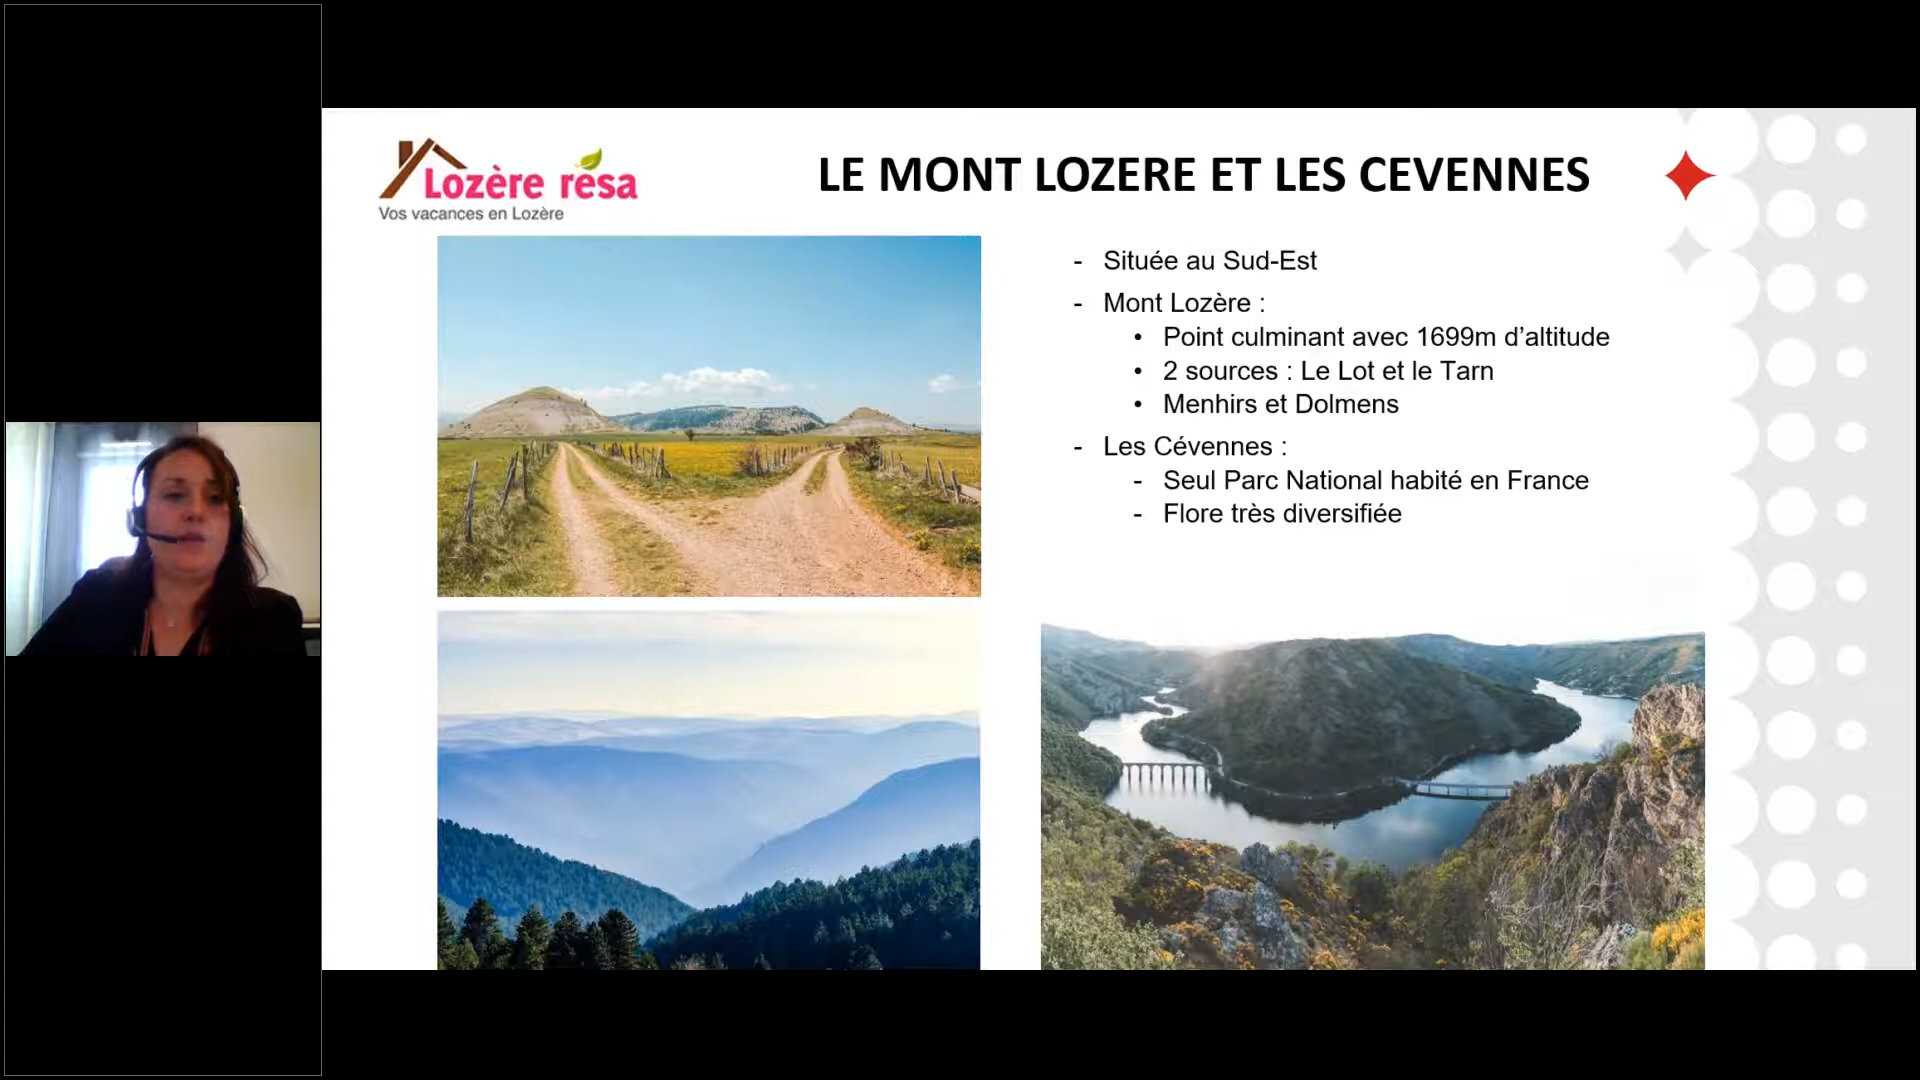 Lozère résa
Vos vacances en Lozère
LE MONT LOZERE ET LES CEVENNES
- Située au Sud-Est
- Mont Lozère :
• Point culminant avec 1699m d’altitude
• 2 sources : Le Lot et le Tarn
• Menhirs et Dolmens
- Les Cévennes :
- Seul Parc National habité en France
- Flore très diversifiée